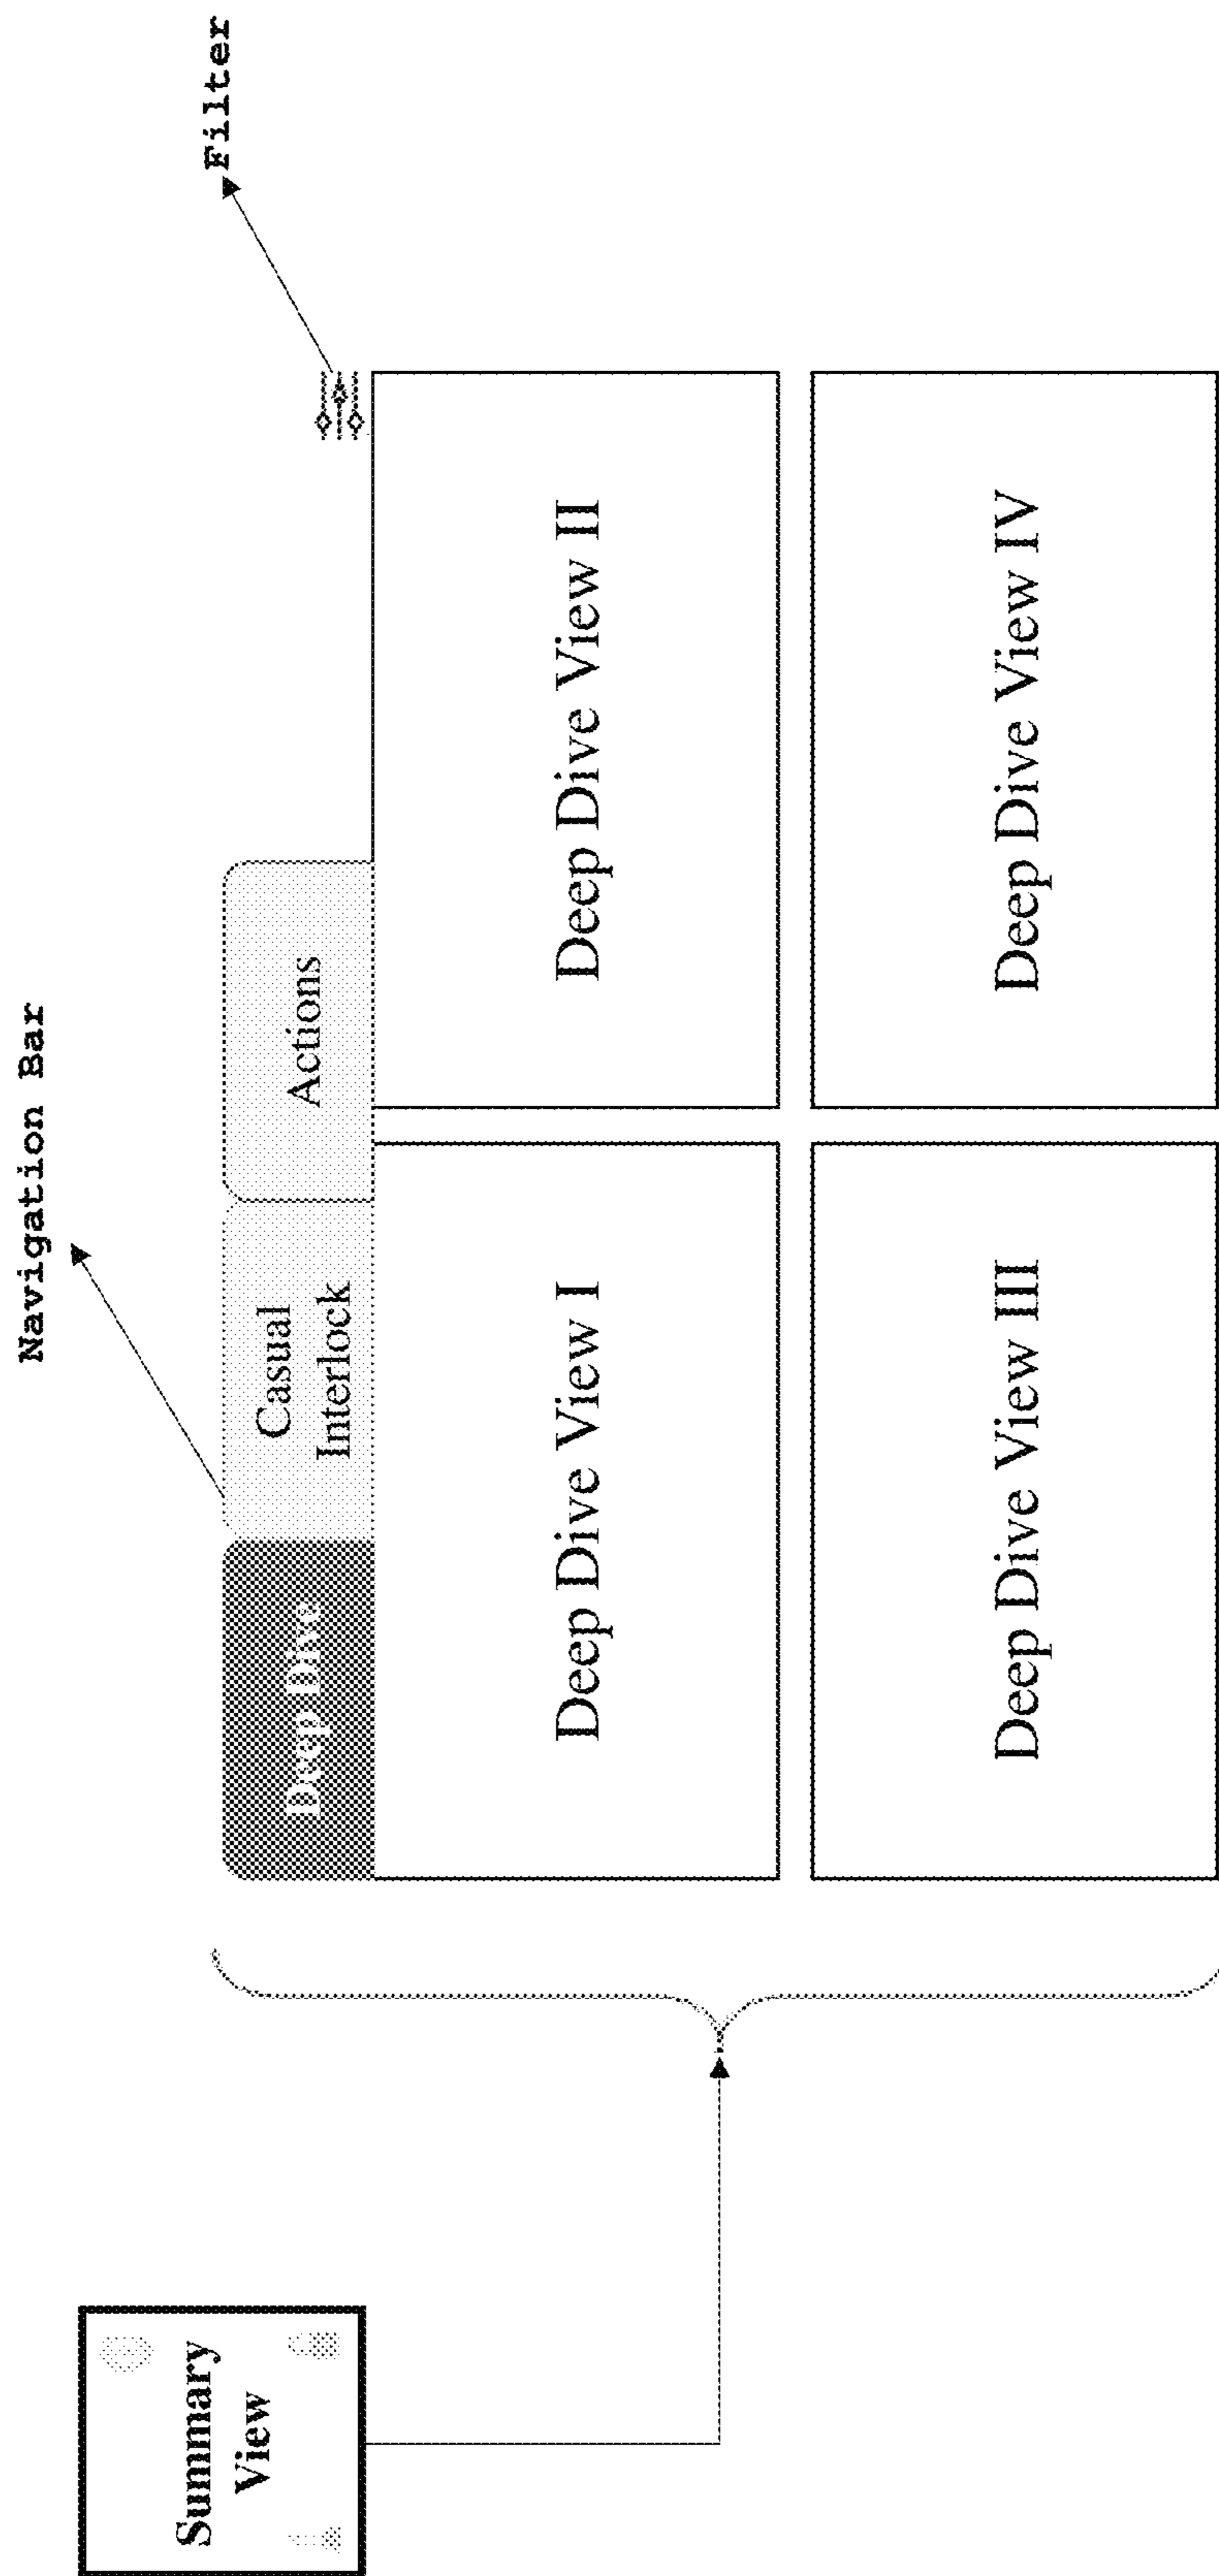 Navigation Bar
Filter
Summary
View
Deep Dive
Casual
Interlock
Actions
Deep Dive View I
Deep Dive View II
Deep Dive View III
Deep Dive View IV